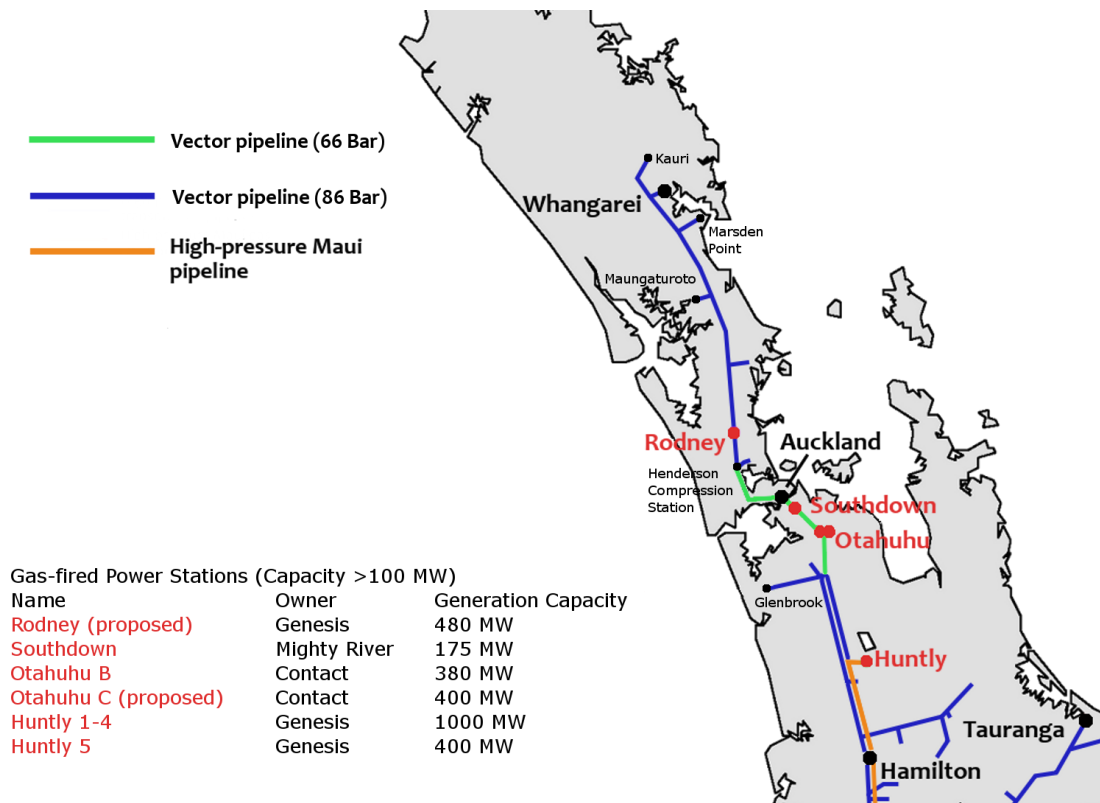 Vector pipeline (66 Bar)
Vector pipeline (86 Bar)
High-pressure Maui
pipeline
Kauri
Whangarei
Marsden
Point
Maungaturoto
Rodney
Auckland
Henderson
Compression
Station
Southdown
Otahuhu
Glenbrook
Huntly
Tauranga
Hamilton
Gas-fired Power Stations (Capacity >100 MW)
Name Owner Generation Capacity
Rodney (proposed) Genesis 480 MW
Southdown Mighty River 175 MW
Otahuhu B Contact 380 MW
Otahuhu C (proposed) Contact 400 MW
Huntly 1-4 Genesis 1000 MW
Huntly 5 Genesis 400 MW